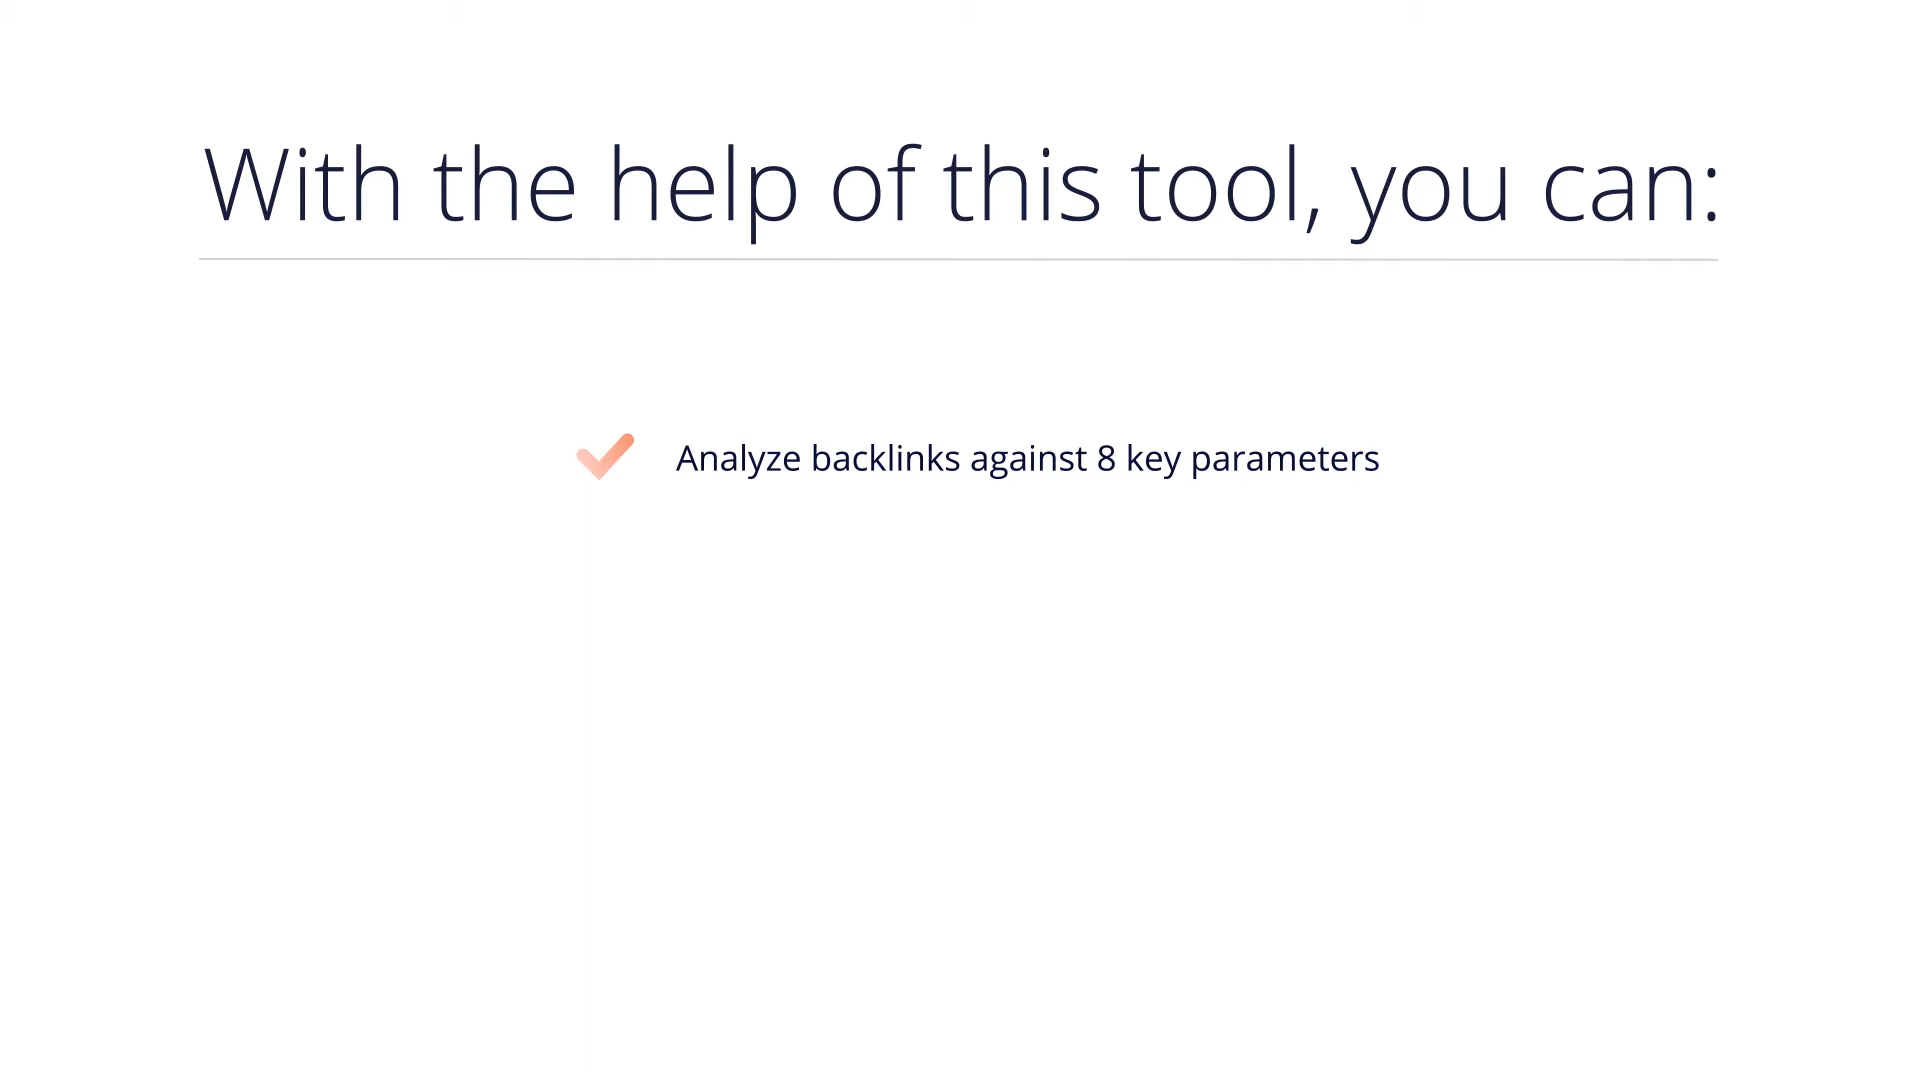 With the help of this tool, you can:
Analyze backlinks against 8 key parameters